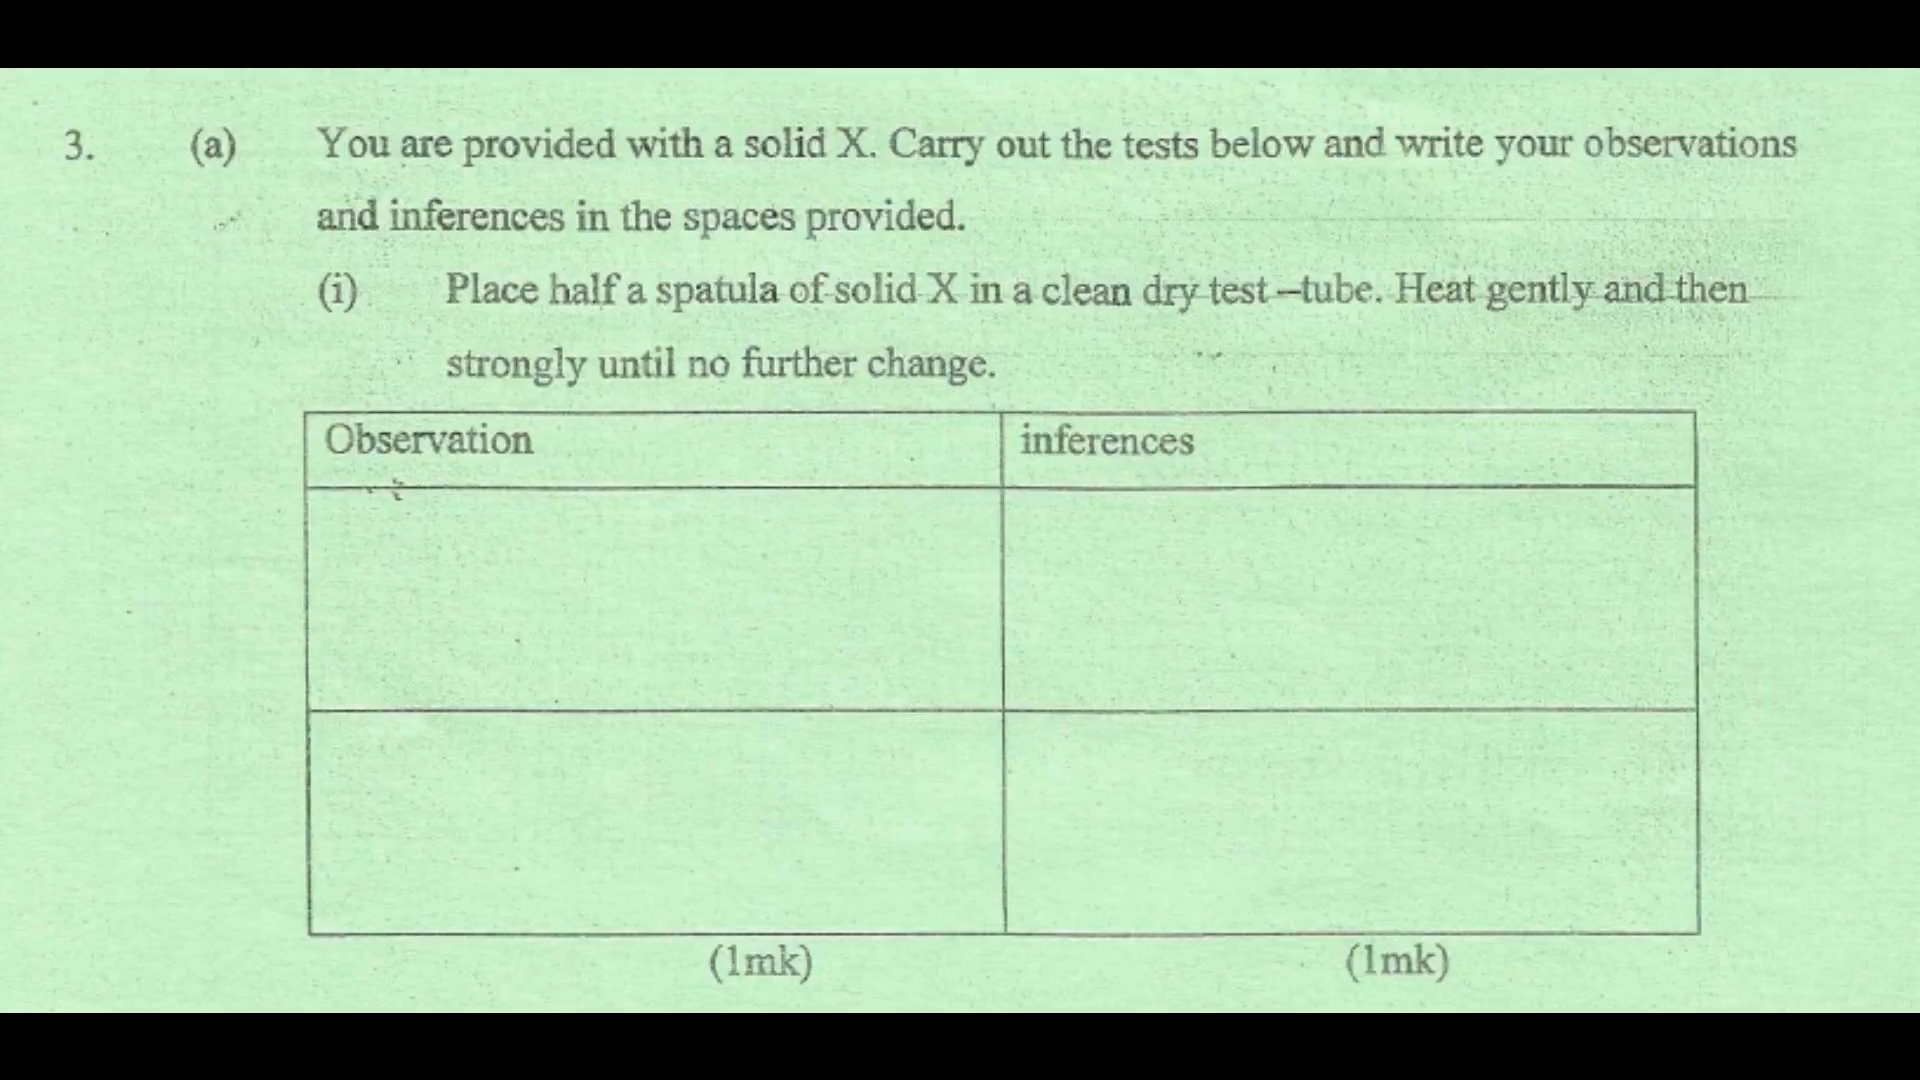 3. (a) You are provided with a solid X. Carry out the tests below and write your observations
and inferences in the spaces provided.
(i) Place half a spatula of solid X in a clean dry test –tube. Heat gently and then
strongly until no further change.
Observation inferences
(1mk) (1mk)